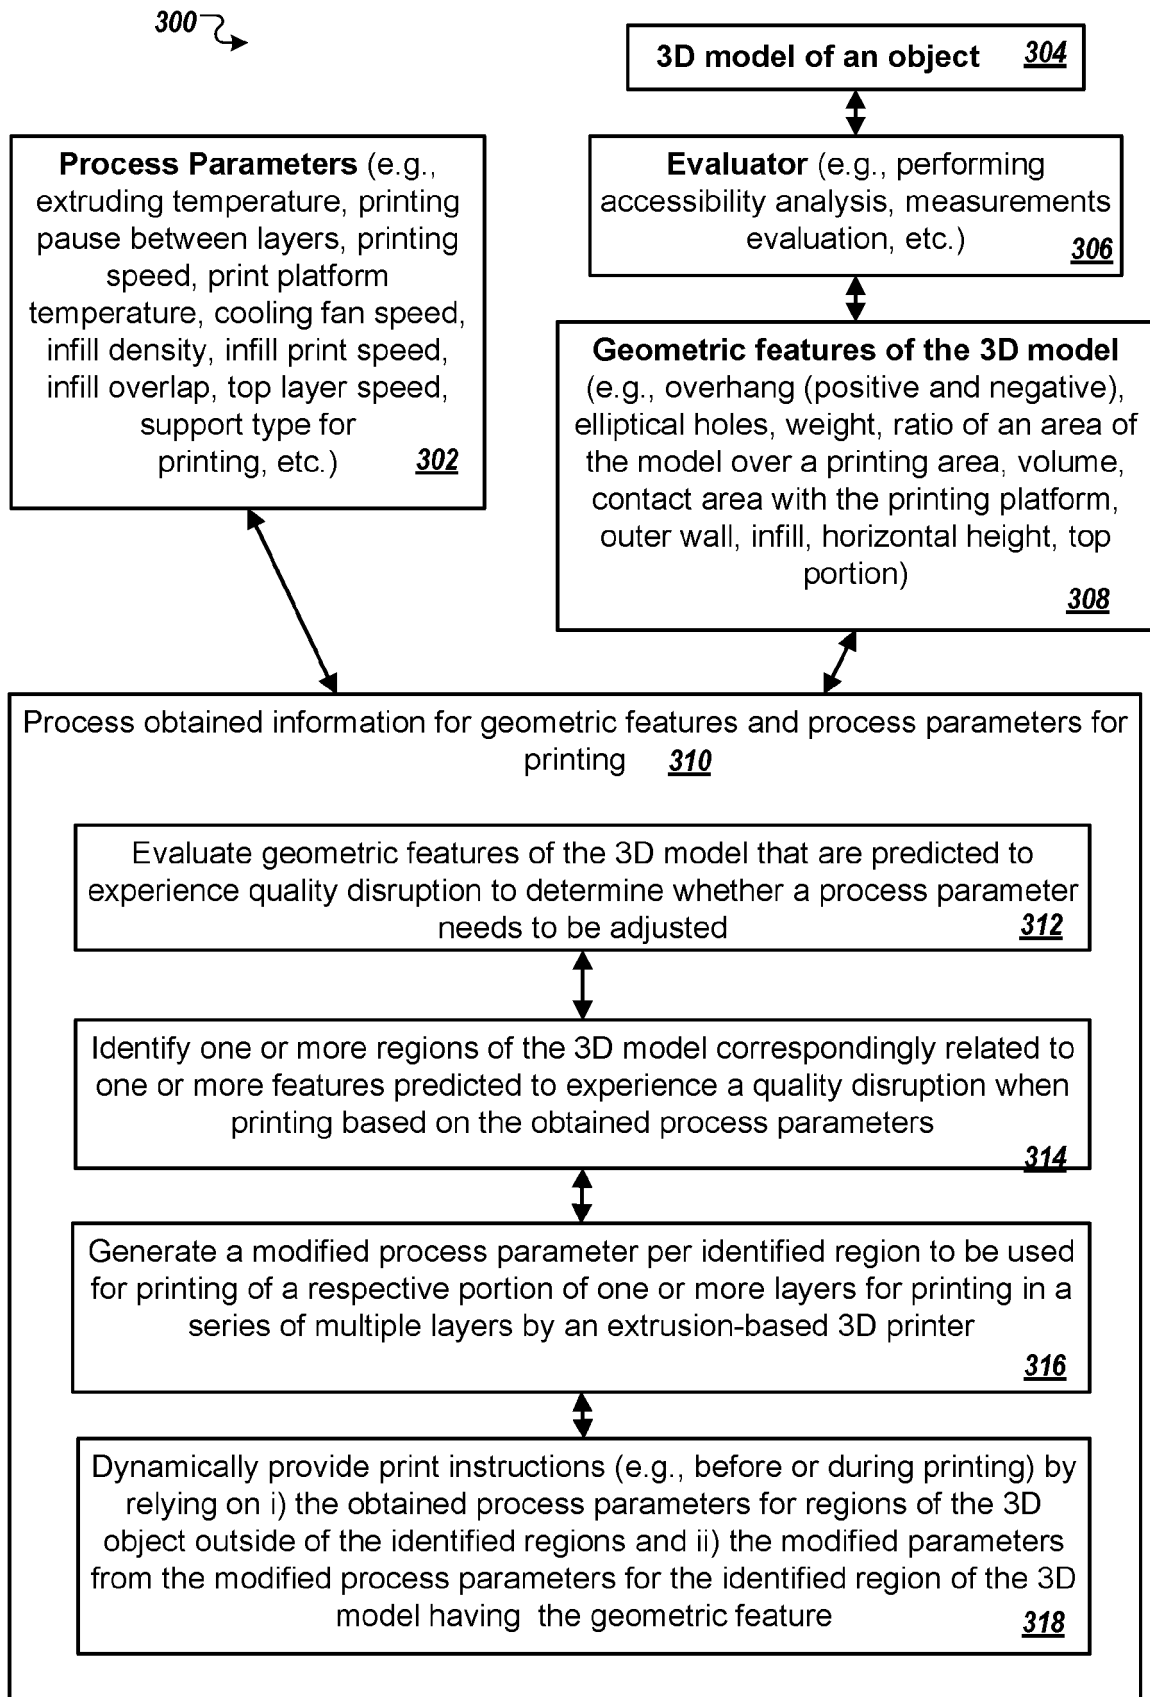 300
3D model of an object 304
Process Parameters (e.g.,
extruding temperature, printing
pause between layers, printing
speed, print platform
temperature, cooling fan speed,
infill density, infill print speed,
infill overlap, top layer speed,
support type for
printing, etc.) 302
Evaluator (e.g., performing
accessibility analysis, measurements
evaluation, etc.) 306
Geometric features of the 3D model
(e.g., overhang (positive and negative),
elliptical holes, weight, ratio of an area of
the model over a printing area, volume,
contact area with the printing platform,
outer wall, infill, horizontal height, top
portion)
308
Process obtained information for geometric features and process parameters for
printing 310
Evaluate geometric features of the 3D model that are predicted to
experience quality disruption to determine whether a process parameter
needs to be adjusted 312
Identify one or more regions of the 3D model correspondingly related to
one or more features predicted to experience a quality disruption when
printing based on the obtained process parameters
314
Generate a modified process parameter per identified region to be used
for printing of a respective portion of one or more layers for printing in a
series of multiple layers by an extrusion-based 3D printer
316
Dynamically provide print instructions (e.g., before or during printing) by
relying on i) the obtained process parameters for regions of the 3D
object outside of the identified regions and ii) the modified parameters
from the modified process parameters for the identified region of the 3D
model having the geometric feature 318